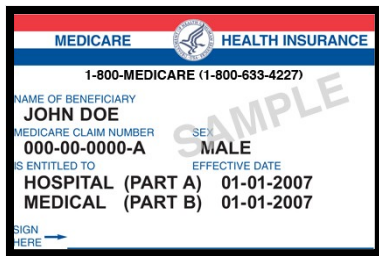 MEDICARE HEALTH INSURANCE
1-800-MEDICARE (1-800-633-4227)
NAME OF BENEFICIARY
JOHN DOE
MEDICARE CLAIM NUMBER SEX
000-00-0000-A MALE
IS ENTITLED TO EFFECTIVE DATE
HOSPITAL (PART A) 01-01-2007
MEDICAL (PART B) 01-01-2007
SIGN
HERE
SAMPLE